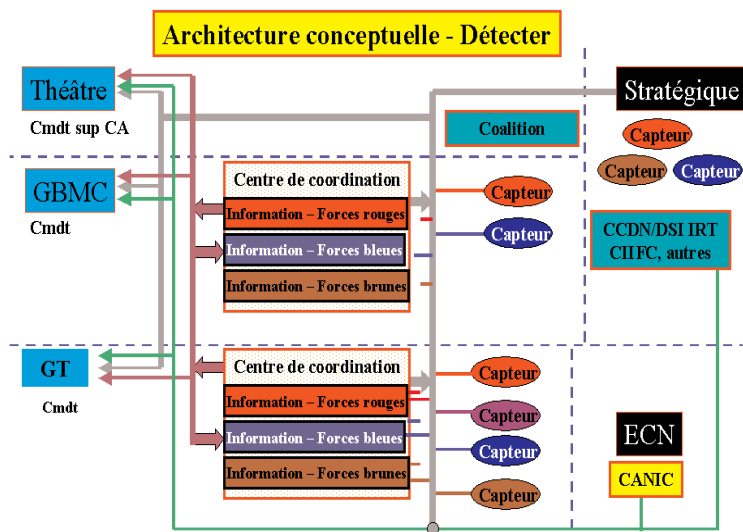 Architecture conceptuelle - Détecter
Théâtre
Cmdt sup CA
Stratégique
Capteur
Capteur
Capteur
Coalition
GBMC
Cmdt
Centre de coordination
Information – Forces rouges
Information – Forces bleues
Information – Forces brunes
Capteur
Capteur
CCDN/DSI IRT
CIIFC, autres
GT
Cmdt
Centre de coordination
Information – Forces rouges
Information – Forces bleues
Information – Forces brunes
Capteur
Capteur
Capteur
Capteur
ECN
CANIC